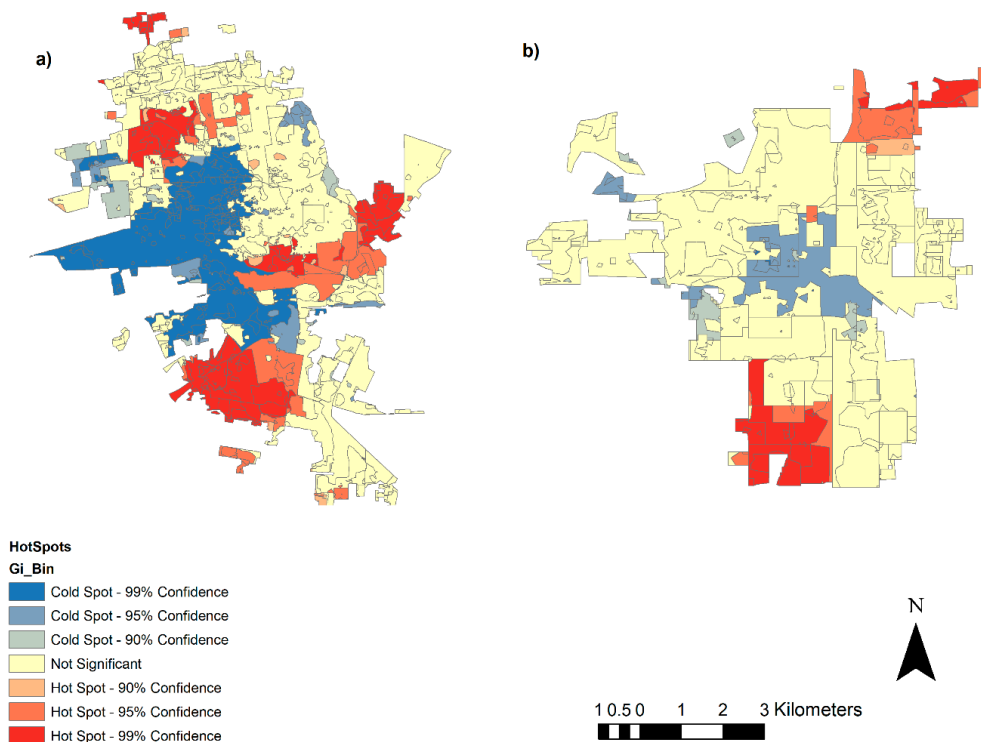 a)
b)
HotSpots
Gi_Bin
Cold Spot - 99% Confidence
Cold Spot - 95% Confidence
Cold Spot - 90% Confidence
Not Significant
Hot Spot - 90% Confidence
Hot Spot - 95% Confidence
Hot Spot - 99% Confidence
N
1 0.5 0 1 2 3 Kilometers